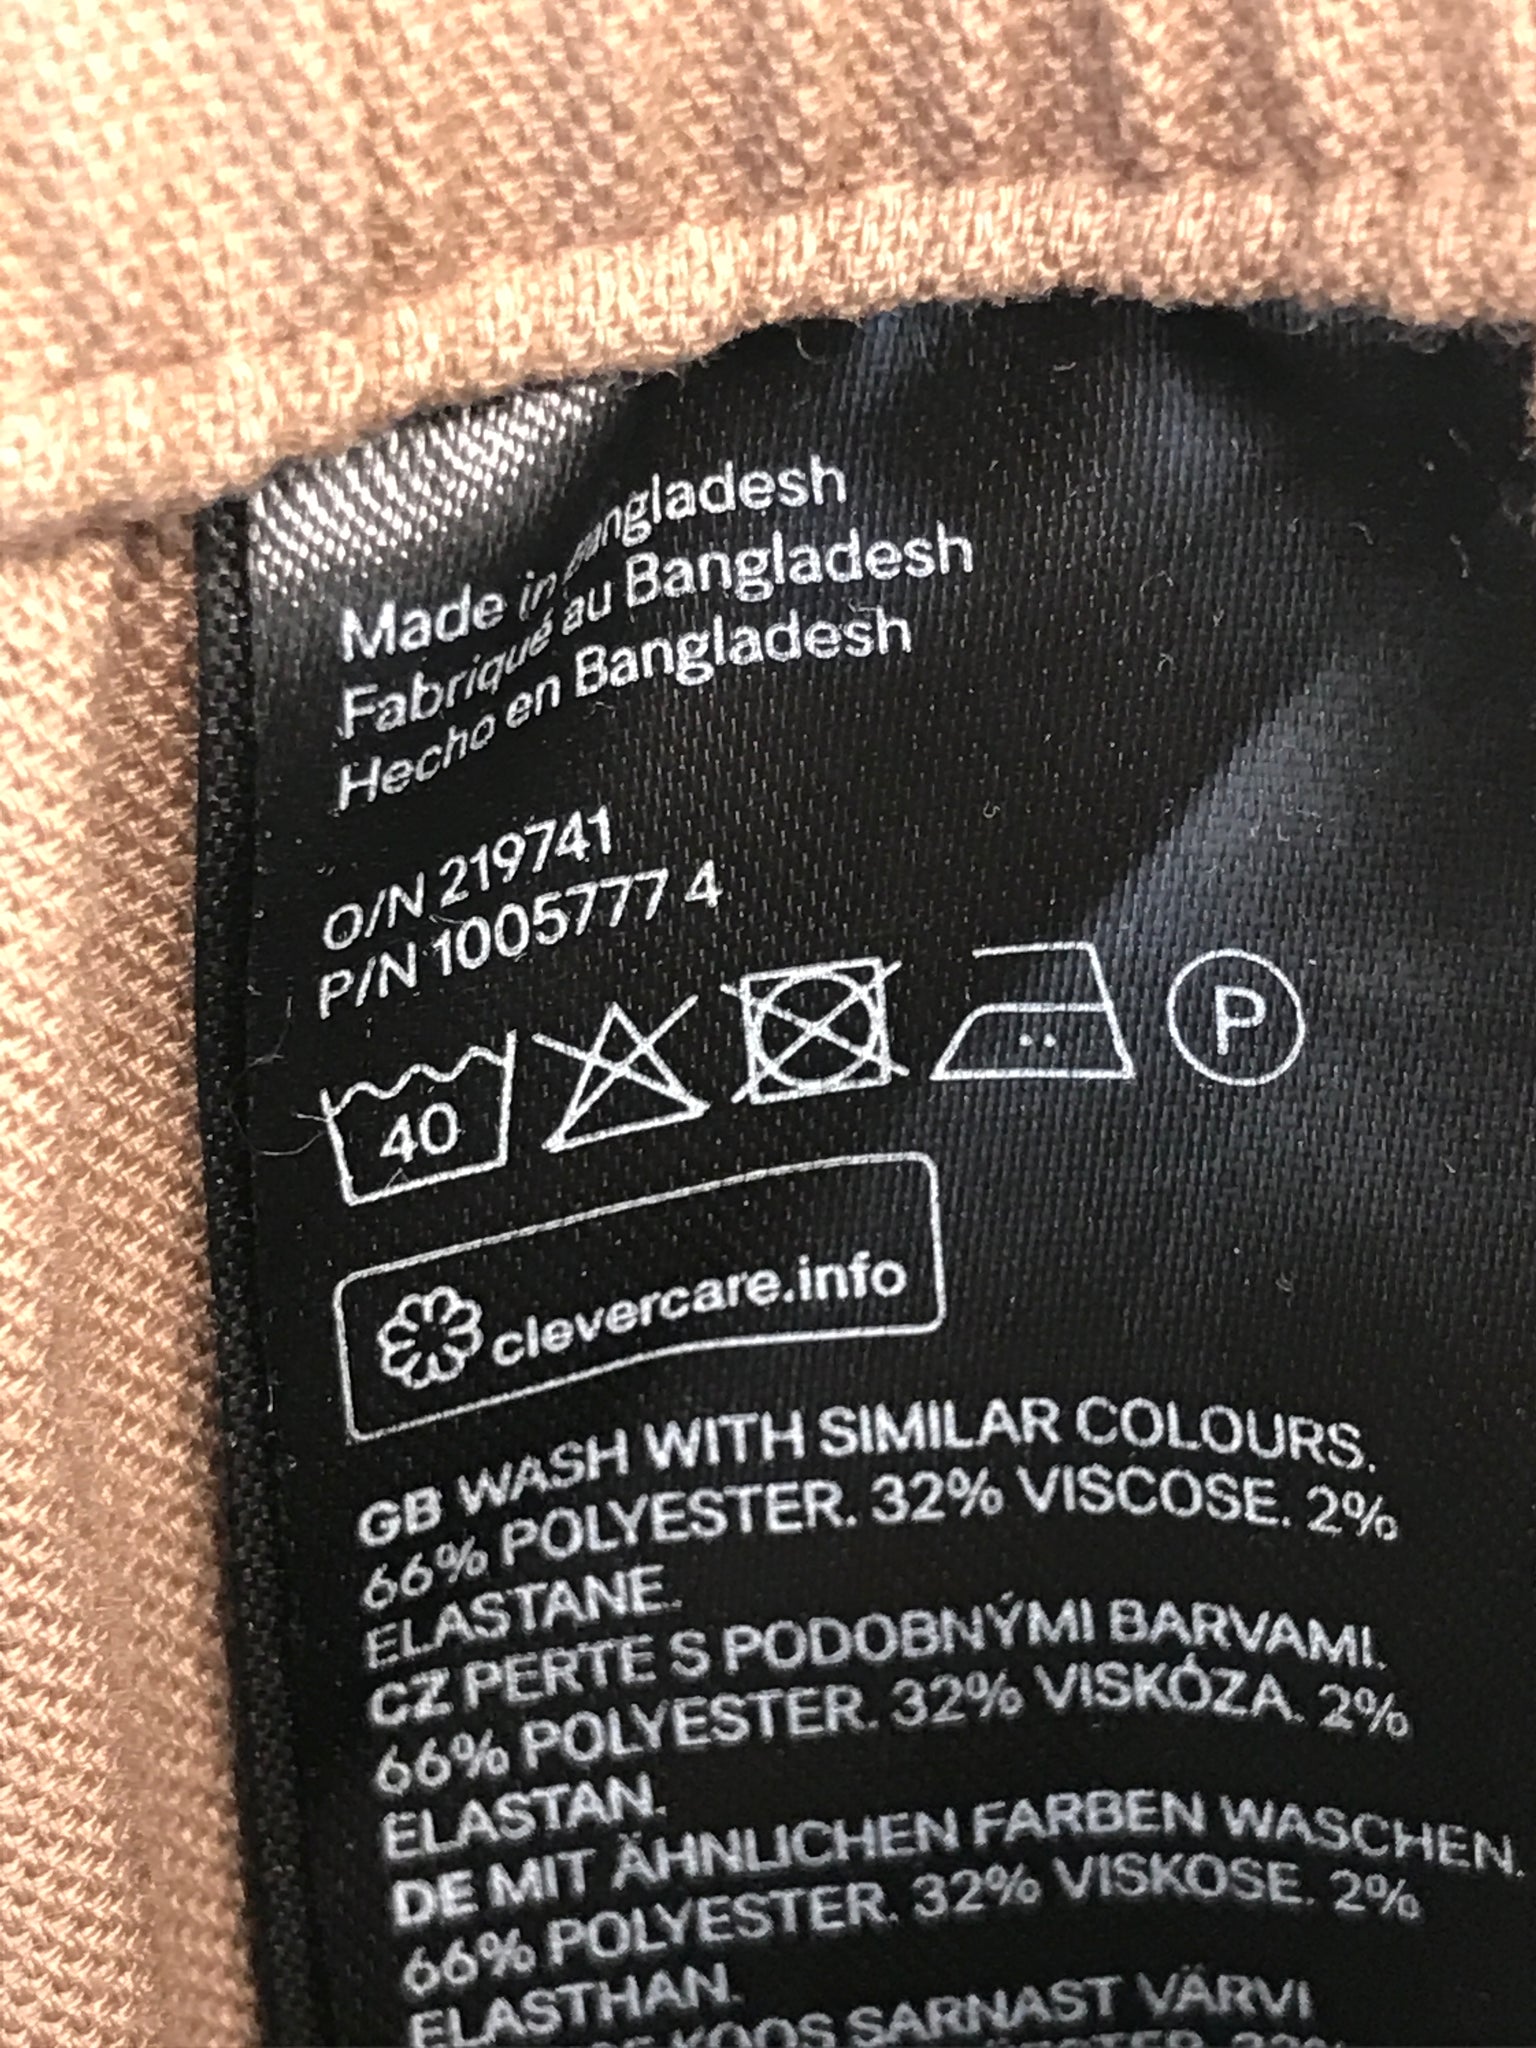 Made in Bangladesh
Fabriqué au Bangladesh
Hecho en Bangladesh
O/N 219741
P/N 1005777 4
40
P
clevercare.info
GB WASH WITH SIMILAR COLOURS.
66% POLYESTER. 32% VISCOSE. 2%
ELASTANE.
CZ PERTE S PODOBNÝMI BARVAMI.
66% POLYESTER. 32% VISKÓZA. 2%
ELASTAN.
DE MIT ÄHNLICHEN FARBEN WASCHEN.
66% POLYESTER. 32% VISKOSE. 2%
ELASTHAN.
KOOS SARNAST VÄRVI